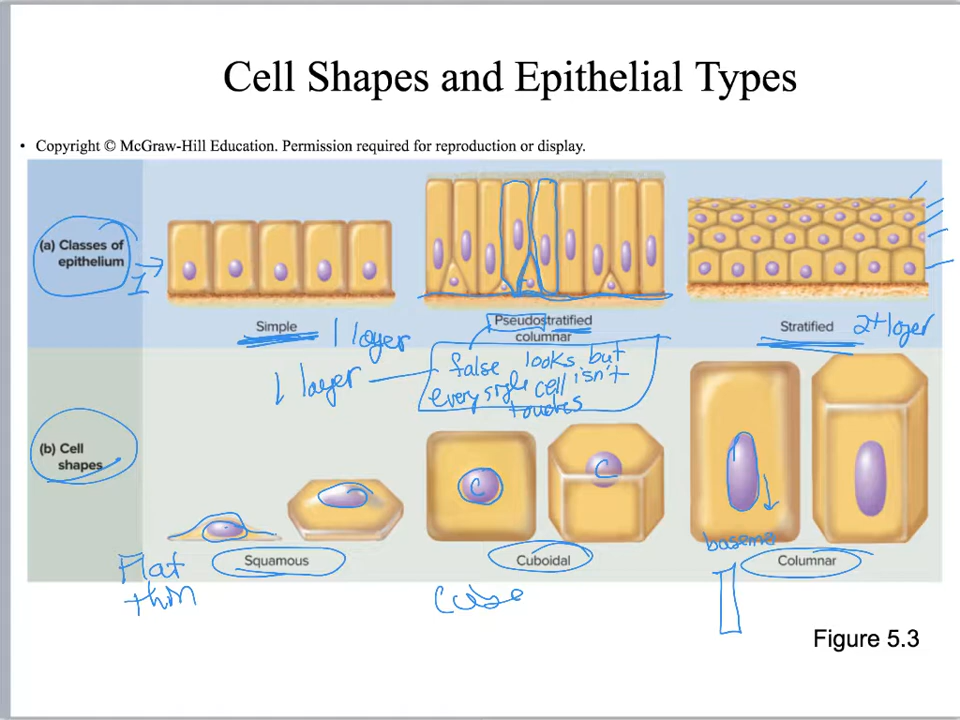 Cell Shapes and Epithelial Types
• Copyright © McGraw-Hill Education. Permission required for reproduction or display.
(a) Classes of
epithelium
Simple
1 layer
Pseudostratified
columnar
Stratified
2+ layer
1 layer
false looks but
every single cell isn't
touches
(b) Cell
shapes
C
C
basema
Squamous
Cuboidal
Columnar
Flat
thin
Cube
Figure 5.3